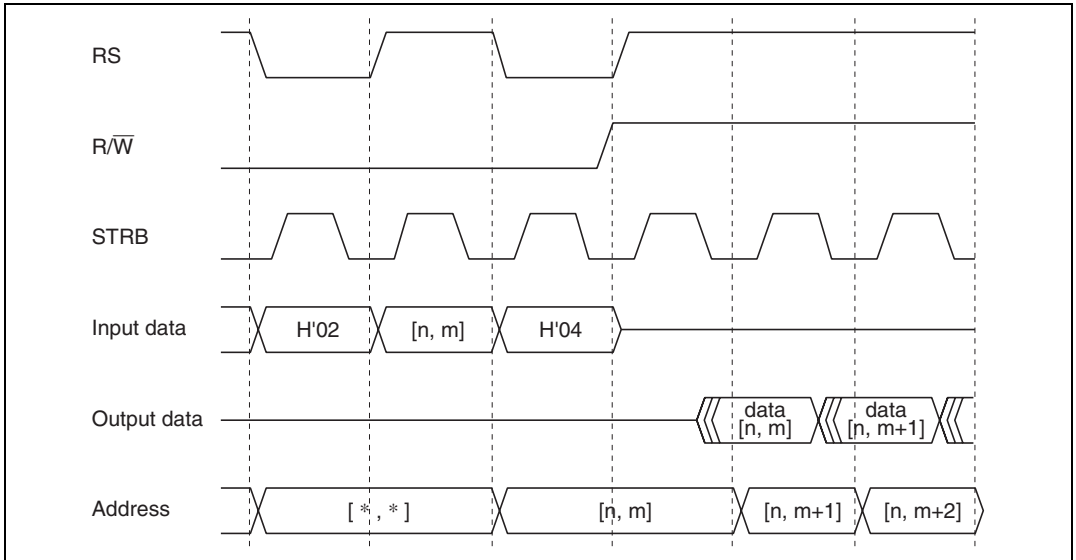 RS
R/W̅
STRB
Input data H'02 [n, m] H'04
Output data data [n, m] data [n, m+1]
Address [ * , * ] [n, m] [n, m+1] [n, m+2]